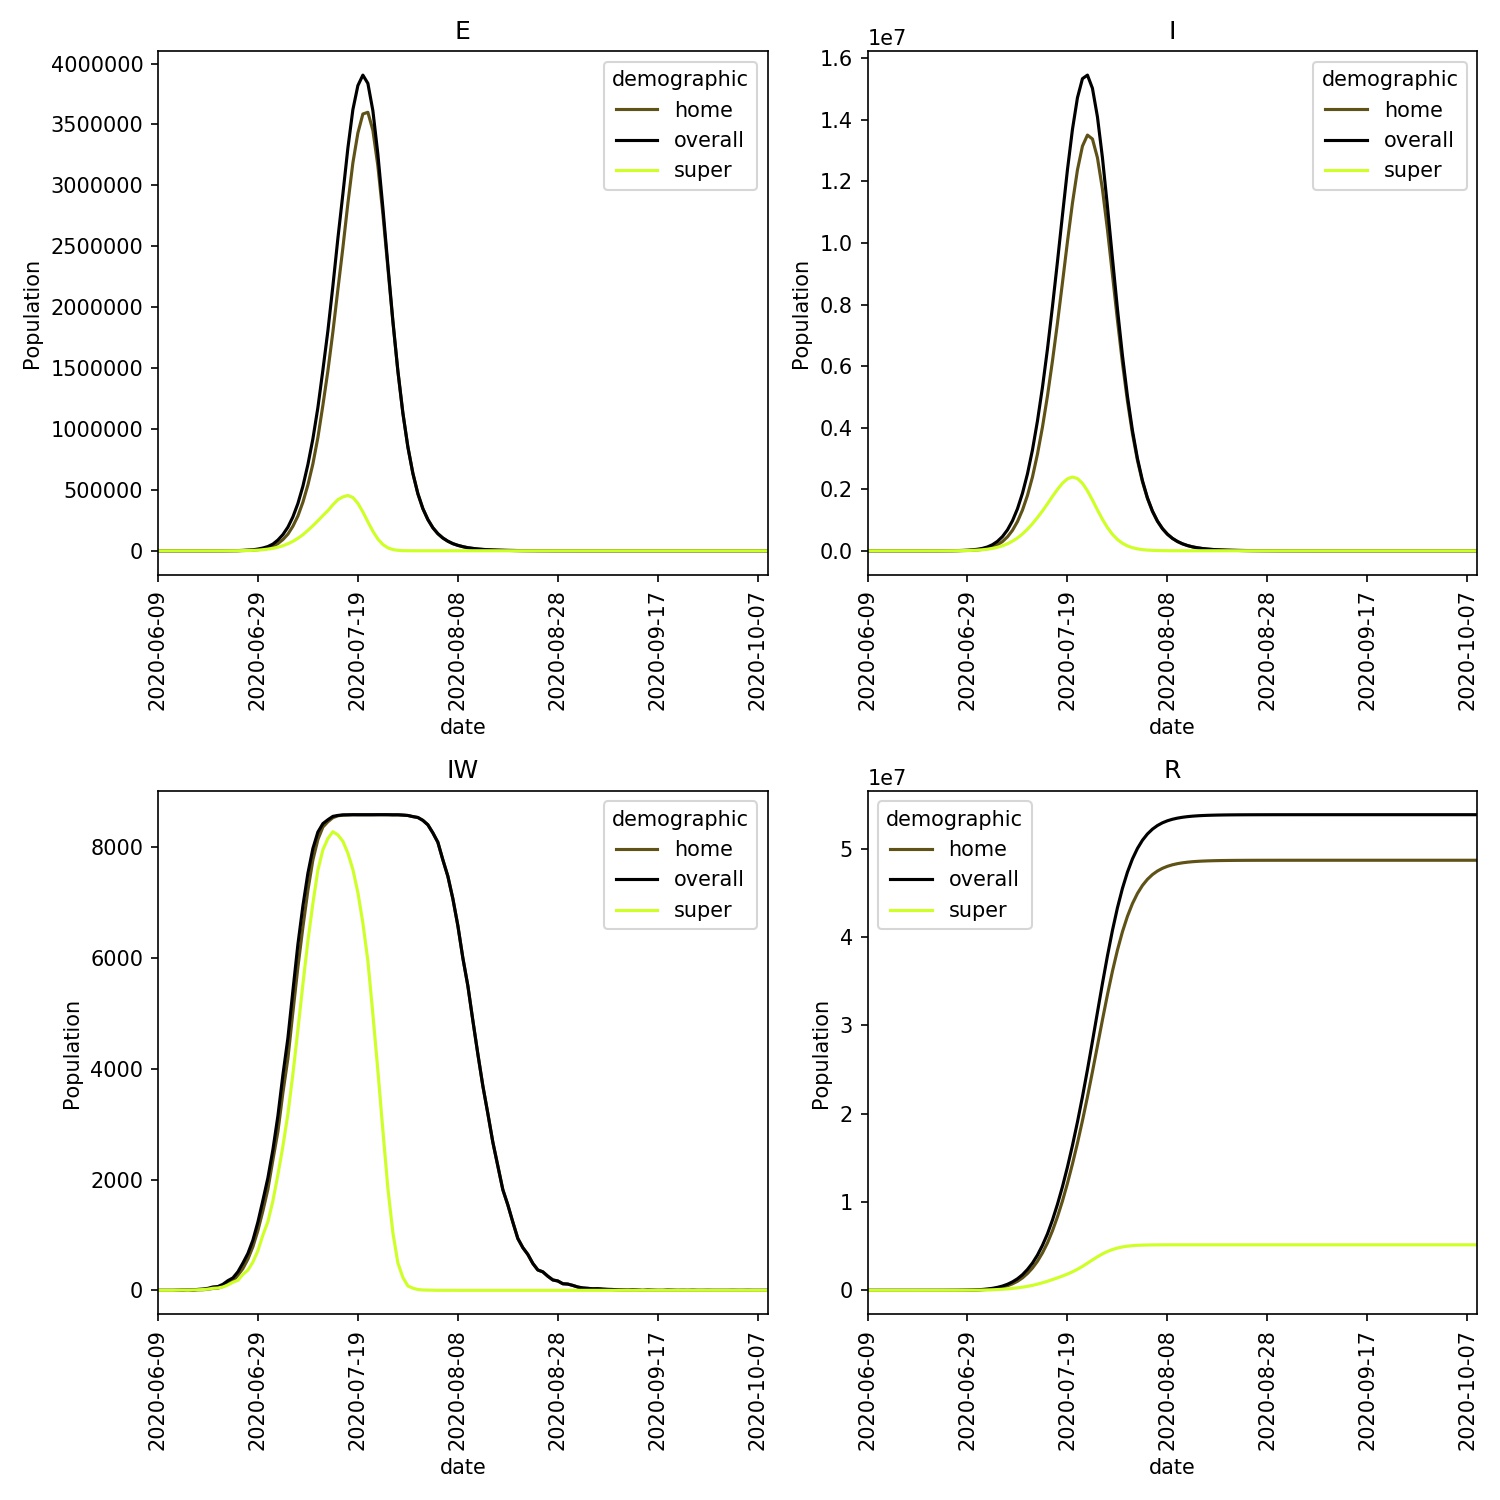 E
4000000
3500000
3000000
2500000
2000000
1500000
1000000
500000
0
Population
demographic
home
overall
super
2020-06-09
2020-06-29
2020-07-19
2020-08-08
2020-08-28
2020-09-17
2020-10-07
date
I
1e7
1.6
1.4
1.2
1.0
0.8
0.6
0.4
0.2
0.0
Population
demographic
home
overall
super
2020-06-09
2020-06-29
2020-07-19
2020-08-08
2020-08-28
2020-09-17
2020-10-07
date
IW
8000
6000
4000
2000
0
Population
demographic
home
overall
super
2020-06-09
2020-06-29
2020-07-19
2020-08-08
2020-08-28
2020-09-17
2020-10-07
date
R
1e7
5
4
3
2
1
0
Population
demographic
home
overall
super
2020-06-09
2020-06-29
2020-07-19
2020-08-08
2020-08-28
2020-09-17
2020-10-07
date